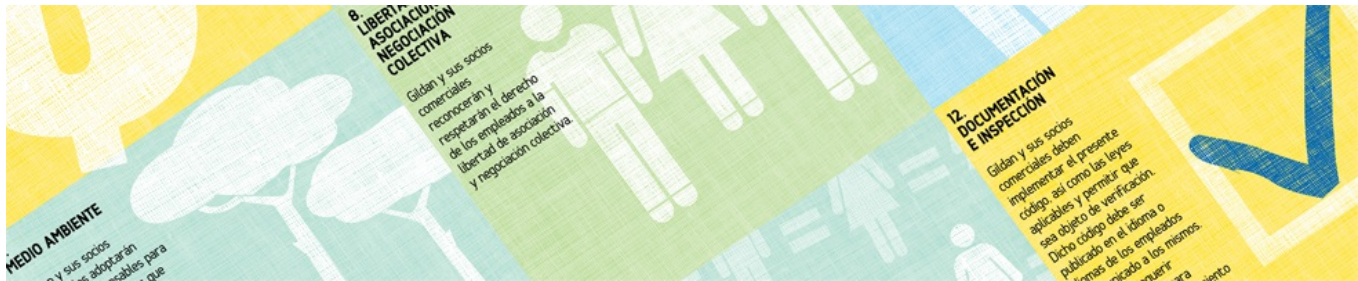 MEDIO AMBIENTE
y sus socios
adoptarán
para
que
8.
ASOCIACIÓN
NEGOCIACIÓN
COLECTIVA
Gildan y sus socios
comerciales
reconocerán y
respetarán el derecho
de los empleados a la
libertad de asociación
y negociación colectiva.
12.
DOCUMENTACIÓN
E INSPECCIÓN
Gildan y sus socios
comerciales deben
implementar el presente
código, así como las leyes
aplicables y permitir que
sea objeto de verificación.
Dicho código debe ser
publicado en el idioma o
de los empleados
a los mismos.